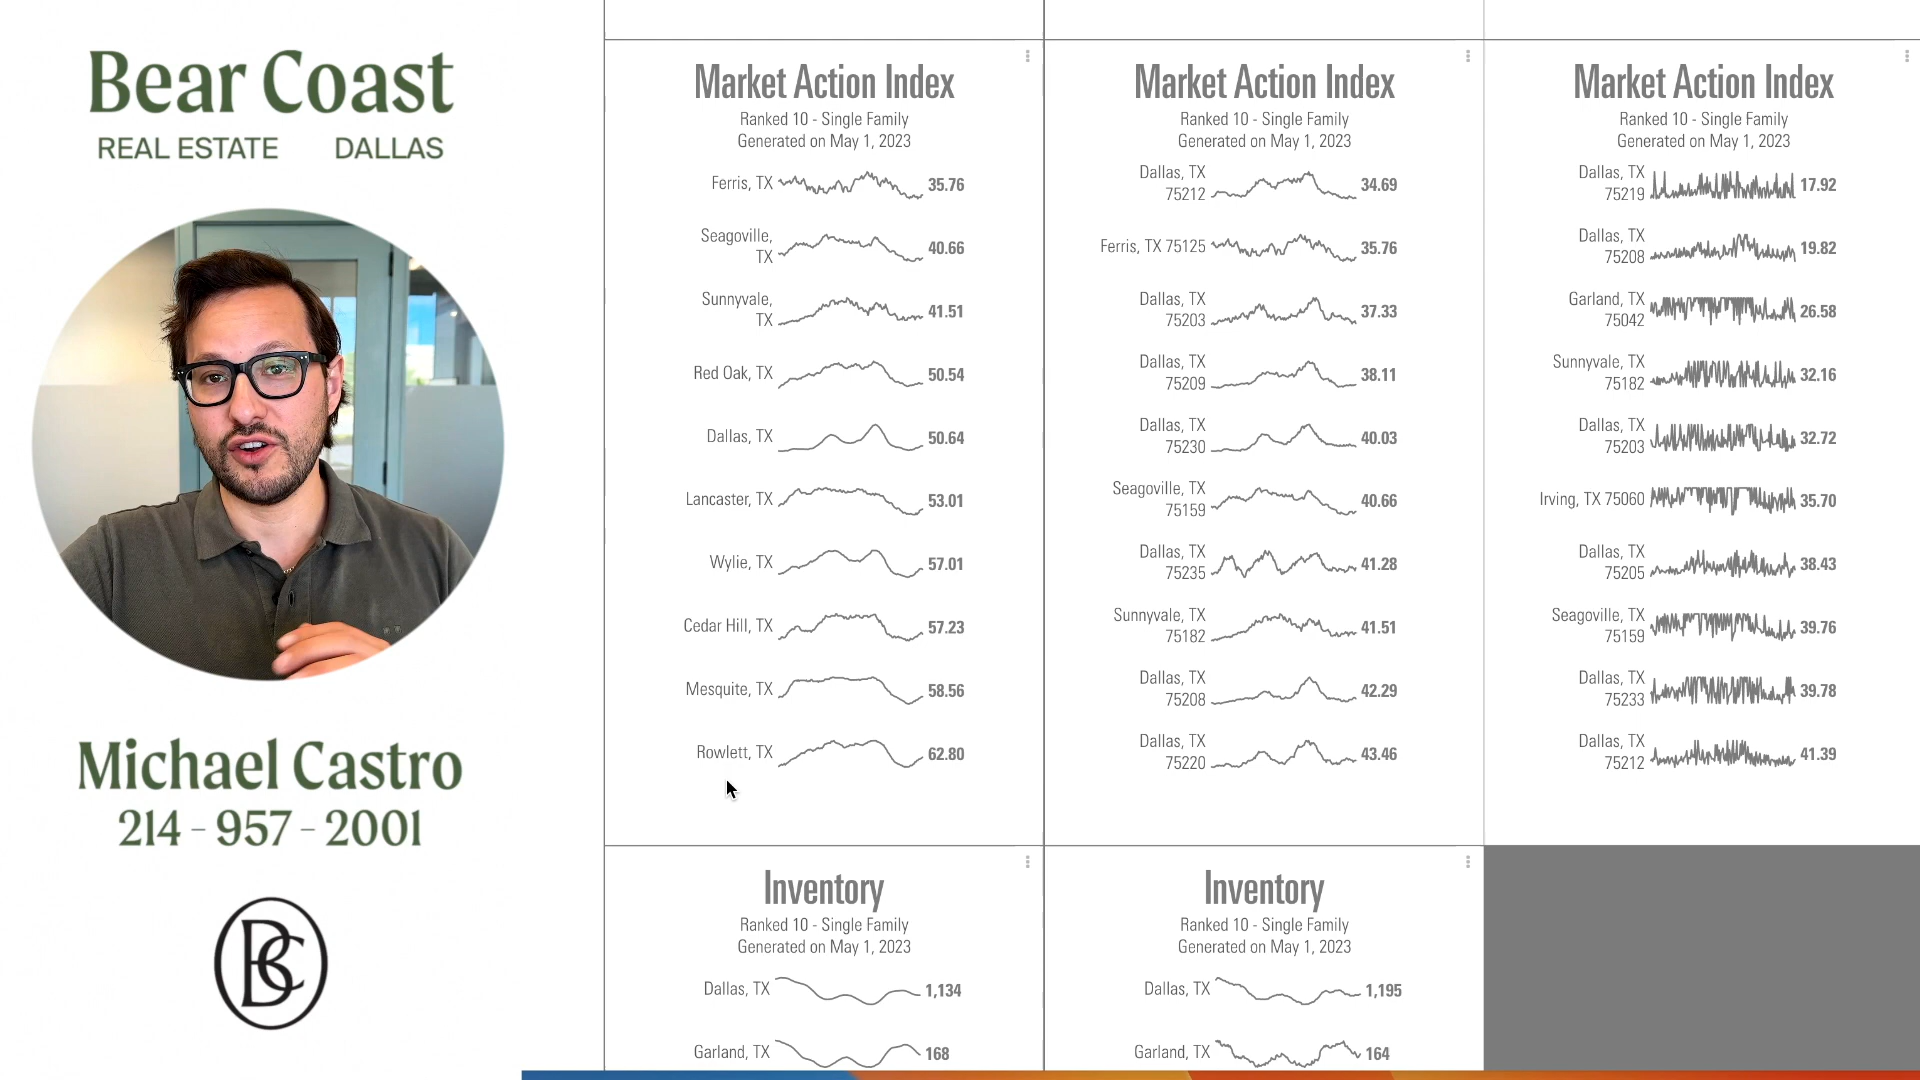 Bear Coast
REAL ESTATE DALLAS
Michael Castro
214 - 957 - 2001
BC
Market Action Index
Ranked 10 - Single Family
Generated on May 1, 2023
Ferris, TX 35.76
Seagoville,
TX 40.66
Sunnyvale,
TX 41.51
Red Oak, TX 50.54
Dallas, TX 50.64
Lancaster, TX 53.01
Wylie, TX 57.01
Cedar Hill, TX 57.23
Mesquite, TX 58.56
Rowlett, TX 62.80
Market Action Index
Ranked 10 - Single Family
Generated on May 1, 2023
Dallas, TX
75212 34.69
Ferris, TX 75125 35.76
Dallas, TX
75203 37.33
Dallas, TX
75209 38.11
Dallas, TX
75230 40.03
Seagoville, TX
75159 40.66
Dallas, TX
75235 41.28
Sunnyvale, TX
75182 41.51
Dallas, TX
75208 42.29
Dallas, TX
75220 43.46
Market Action Index
Ranked 10 - Single Family
Generated on May 1, 2023
Dallas, TX
75219 17.92
Dallas, TX
75208 19.82
Garland, TX
75042 26.58
Sunnyvale, TX
75182 32.16
Dallas, TX
75203 32.72
Irving, TX 75060 35.70
Dallas, TX
75205 38.43
Seagoville, TX
75159 39.76
Dallas, TX
75233 39.78
Dallas, TX
75212 41.39
Inventory
Ranked 10 - Single Family
Generated on May 1, 2023
Dallas, TX 1,134
Garland, TX 168
Inventory
Ranked 10 - Single Family
Generated on May 1, 2023
Dallas, TX 1,195
Garland, TX 164